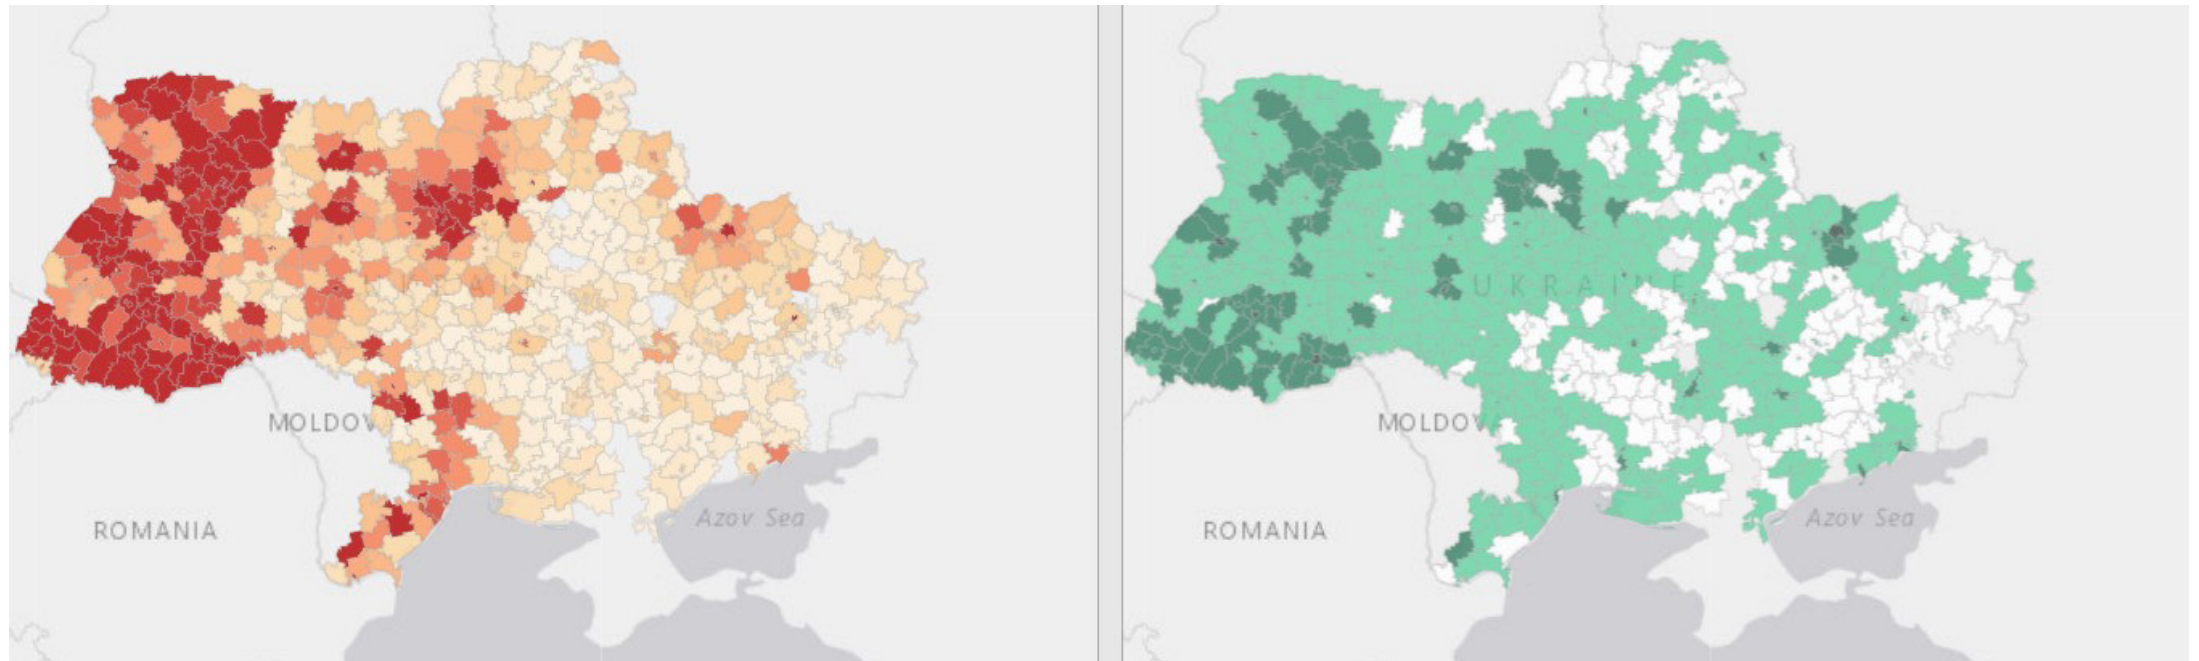 MOLDOV
ROMANIA
Azov Sea
UKRAINE
MOLDOV
ROMANIA
Azov Sea